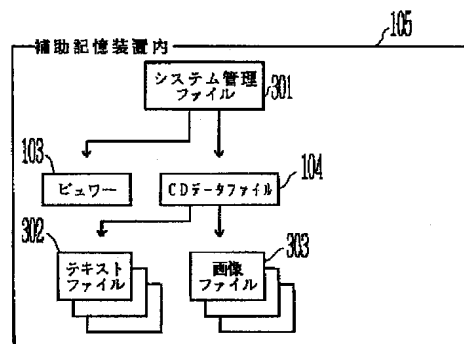 105
補助記憶装置内
システム管理
ファイル
301
103
ビュワー
104
CDデータファイル
302
テキスト
ファイル
303
画像
ファイル